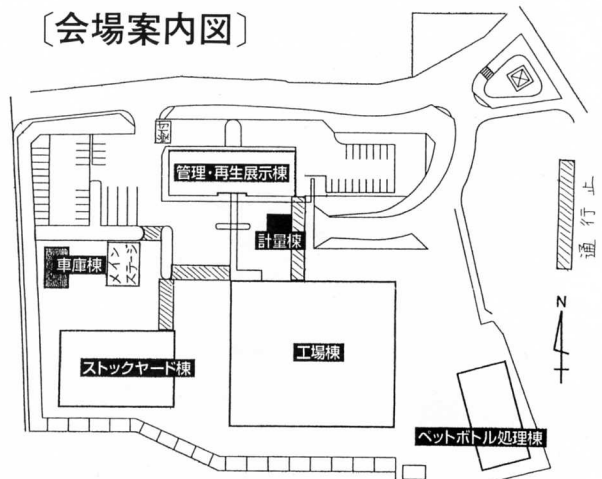 〔会場案内図〕
管理・再生展示棟
計量棟
車庫棟
メイン
ステージ
ストックヤード棟
工場棟
ペットボトル処理棟
通行止
N